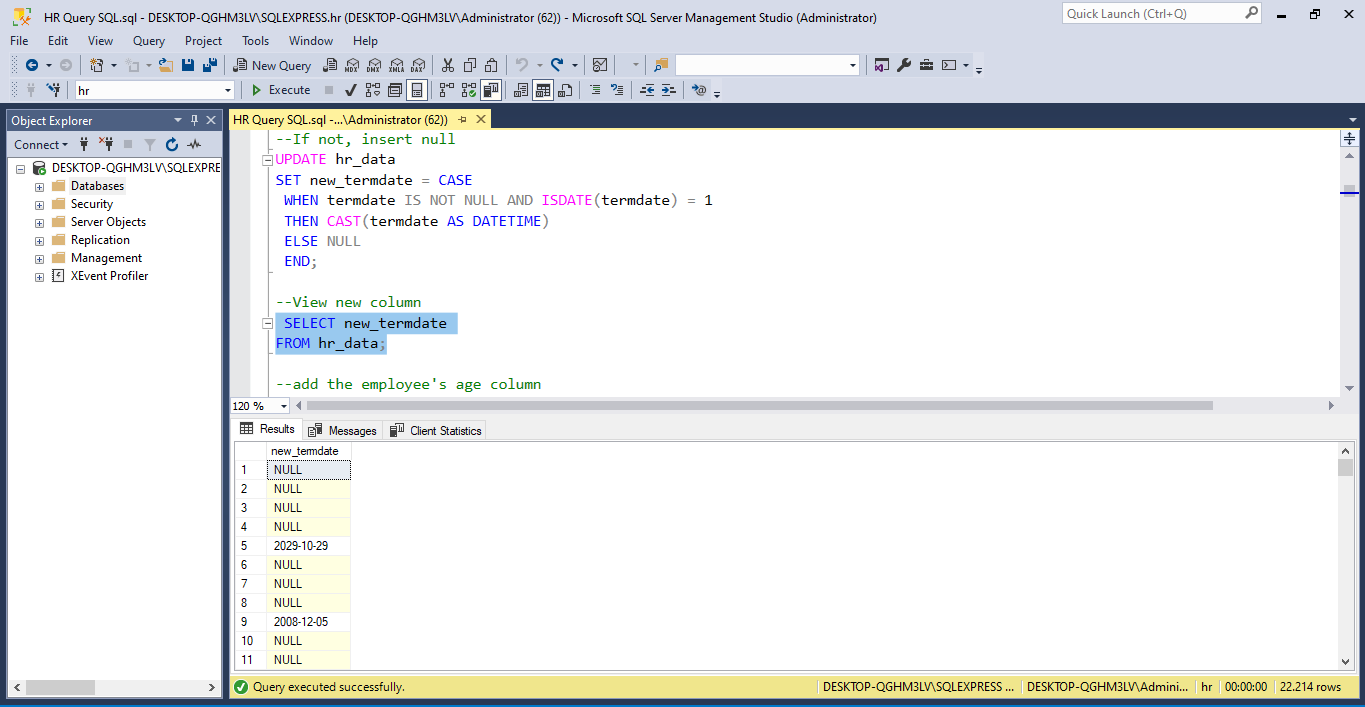 HR Query SQL.sql - DESKTOP-QGHM3LV\SQLEXPRESS.hr (DESKTOP-QGHM3LV\Administrator (62)) - Microsoft SQL Server Management Studio (Administrator)
Quick Launch (Ctrl+Q)
File Edit View Query Project Tools Window Help
New Query MDX DMX XMLA DAX
hr Execute
Object Explorer
HR Query SQL.sql -...\Administrator (62))
Connect
DESKTOP-QGHM3LV\SQLEXPRE
Databases
Security
Server Objects
Replication
Management
XEvent Profiler
--If not, insert null
UPDATE hr_data
SET new_termdate = CASE
WHEN termdate IS NOT NULL AND ISDATE(termdate) = 1
THEN CAST(termdate AS DATETIME)
ELSE NULL
END;
--View new column
SELECT new_termdate
FROM hr_data;
--add the employee's age column
120 %
Results Messages Client Statistics
new_termdate
1 NULL
2 NULL
3 NULL
4 NULL
5 2029-10-29
6 NULL
7 NULL
8 NULL
9 2008-12-05
10 NULL
11 NULL
Query executed successfully.
DESKTOP-QGHM3LV\SQLEXPRESS ... DESKTOP-QGHM3LV\Admini... hr 00:00:00 22.214 rows